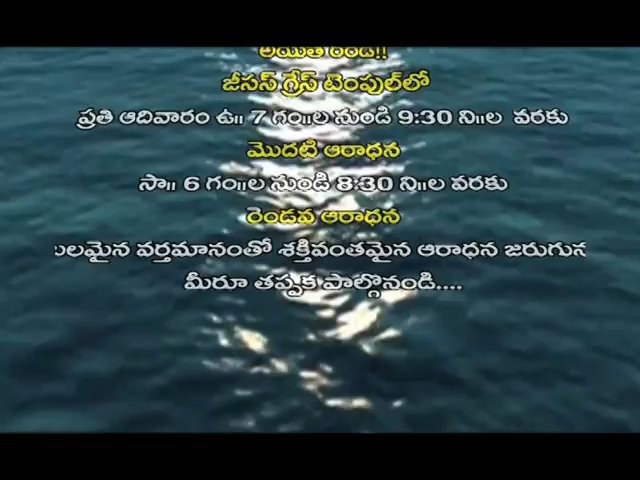 అయితే రండి!!
జీసస్ గ్రేస్ టెంపుల్‌లో
ప్రతి ఆదివారం ఉ॥ 7 గం॥ల నుండి 9:30 ని॥ల వరకు
మొదటి ఆరాధన
సా॥ 6 గం॥ల నుండి 8:30 ని॥ల వరకు
రెండవ ఆరాధన
వర్తమానంతో శక్తివంతమైన ఆరాధన
మీరూ తప్పక పాల్గొనండి....